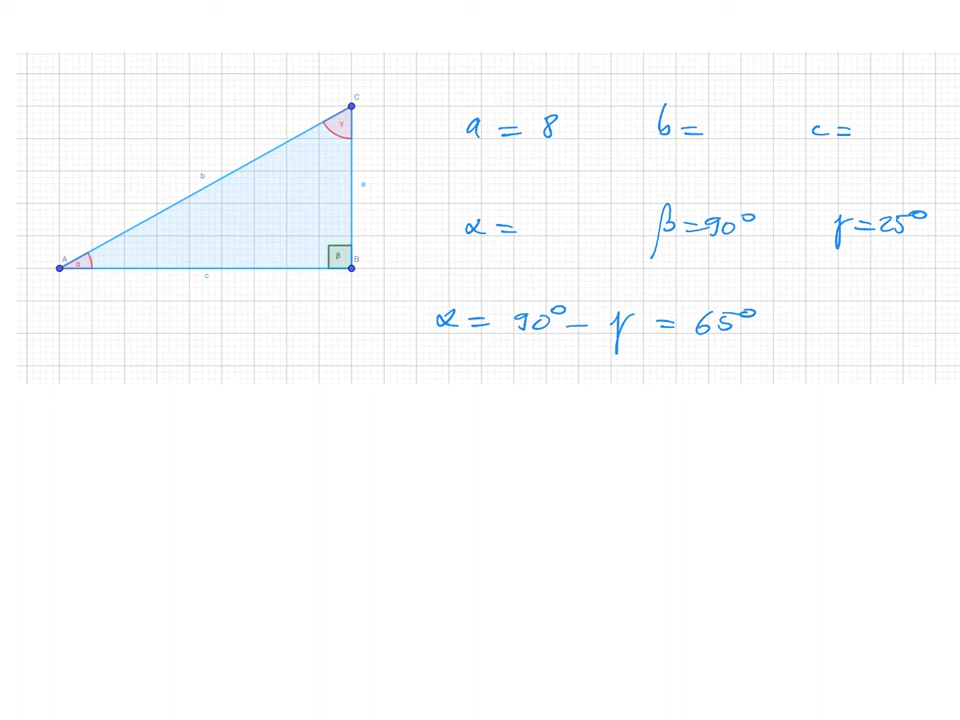 C
γ
b
a
A
α
β
B
c
a = 8 b = c =
α = β = 90° γ = 25°
α = 90° - γ = 65°